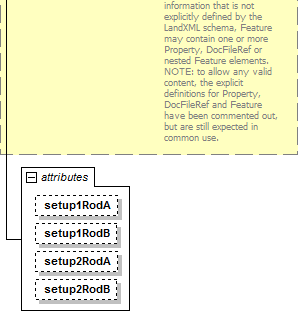 information that is not
explicitly defined by the
LandXML schema, Feature
may contain one or more
Property, DocFileRef or
nested Feature elements.
NOTE: to allow any valid
content, the explicit
definitions for Property,
DocFileRef and Feature
have been commented out,
but are still expected in
common use.
attributes
setup1RodA
setup1RodB
setup2RodA
setup2RodB